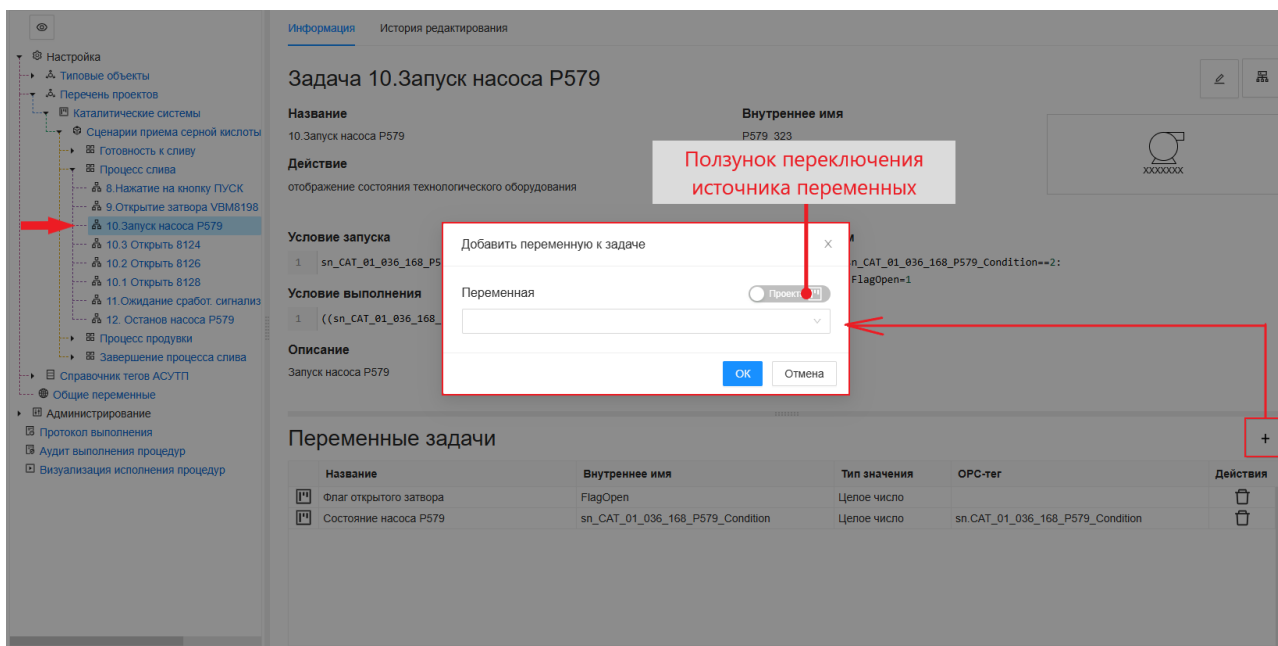 Информация История редактирования
Настройка
Типовые объекты
Перечень проектов
Каталитические системы
Сценарии приема серной кислоты
Готовность к сливу
Процесс слива
8.Нажатие на кнопку ПУСК
9.Открытие затвора VBM8198
10.Запуск насоса P579
10.3 Открыть 8124
10.2 Открыть 8126
10.1 Открыть 8128
11.Ожидание сработ. сигнализ
12. Останов насоса P579
Процесс продувки
Завершение процесса слива
Справочник тегов АСУТП
Общие переменные
Администрирование
Протокол выполнения
Аудит выполнения процедур
Визуализация исполнения процедур
Задача 10.Запуск насоса P579
Название Внутреннее имя
10.Запуск насоса P579 P579_323
Действие
отображение состояния технологического оборудования
XXXXXXX
Ползунок переключения
источника переменных
Условие запуска
1 sn_CAT_01_036_168_P5
n_CAT_01_036_168_P579_Condition==2:
FlagOpen=1
Условие выполнения
1 ((sn_CAT_01_036_168_
Описание
Запуск насоса P579
Добавить переменную к задаче X
Переменная Проект
ОК Отмена
Переменные задачи +
Название Внутреннее имя Тип значения OPC-тег Действия
Флаг открытого затвора FlagOpen Целое число
Состояние насоса P579 sn_CAT_01_036_168_P579_Condition Целое число sn.CAT_01_036_168_P579_Condition